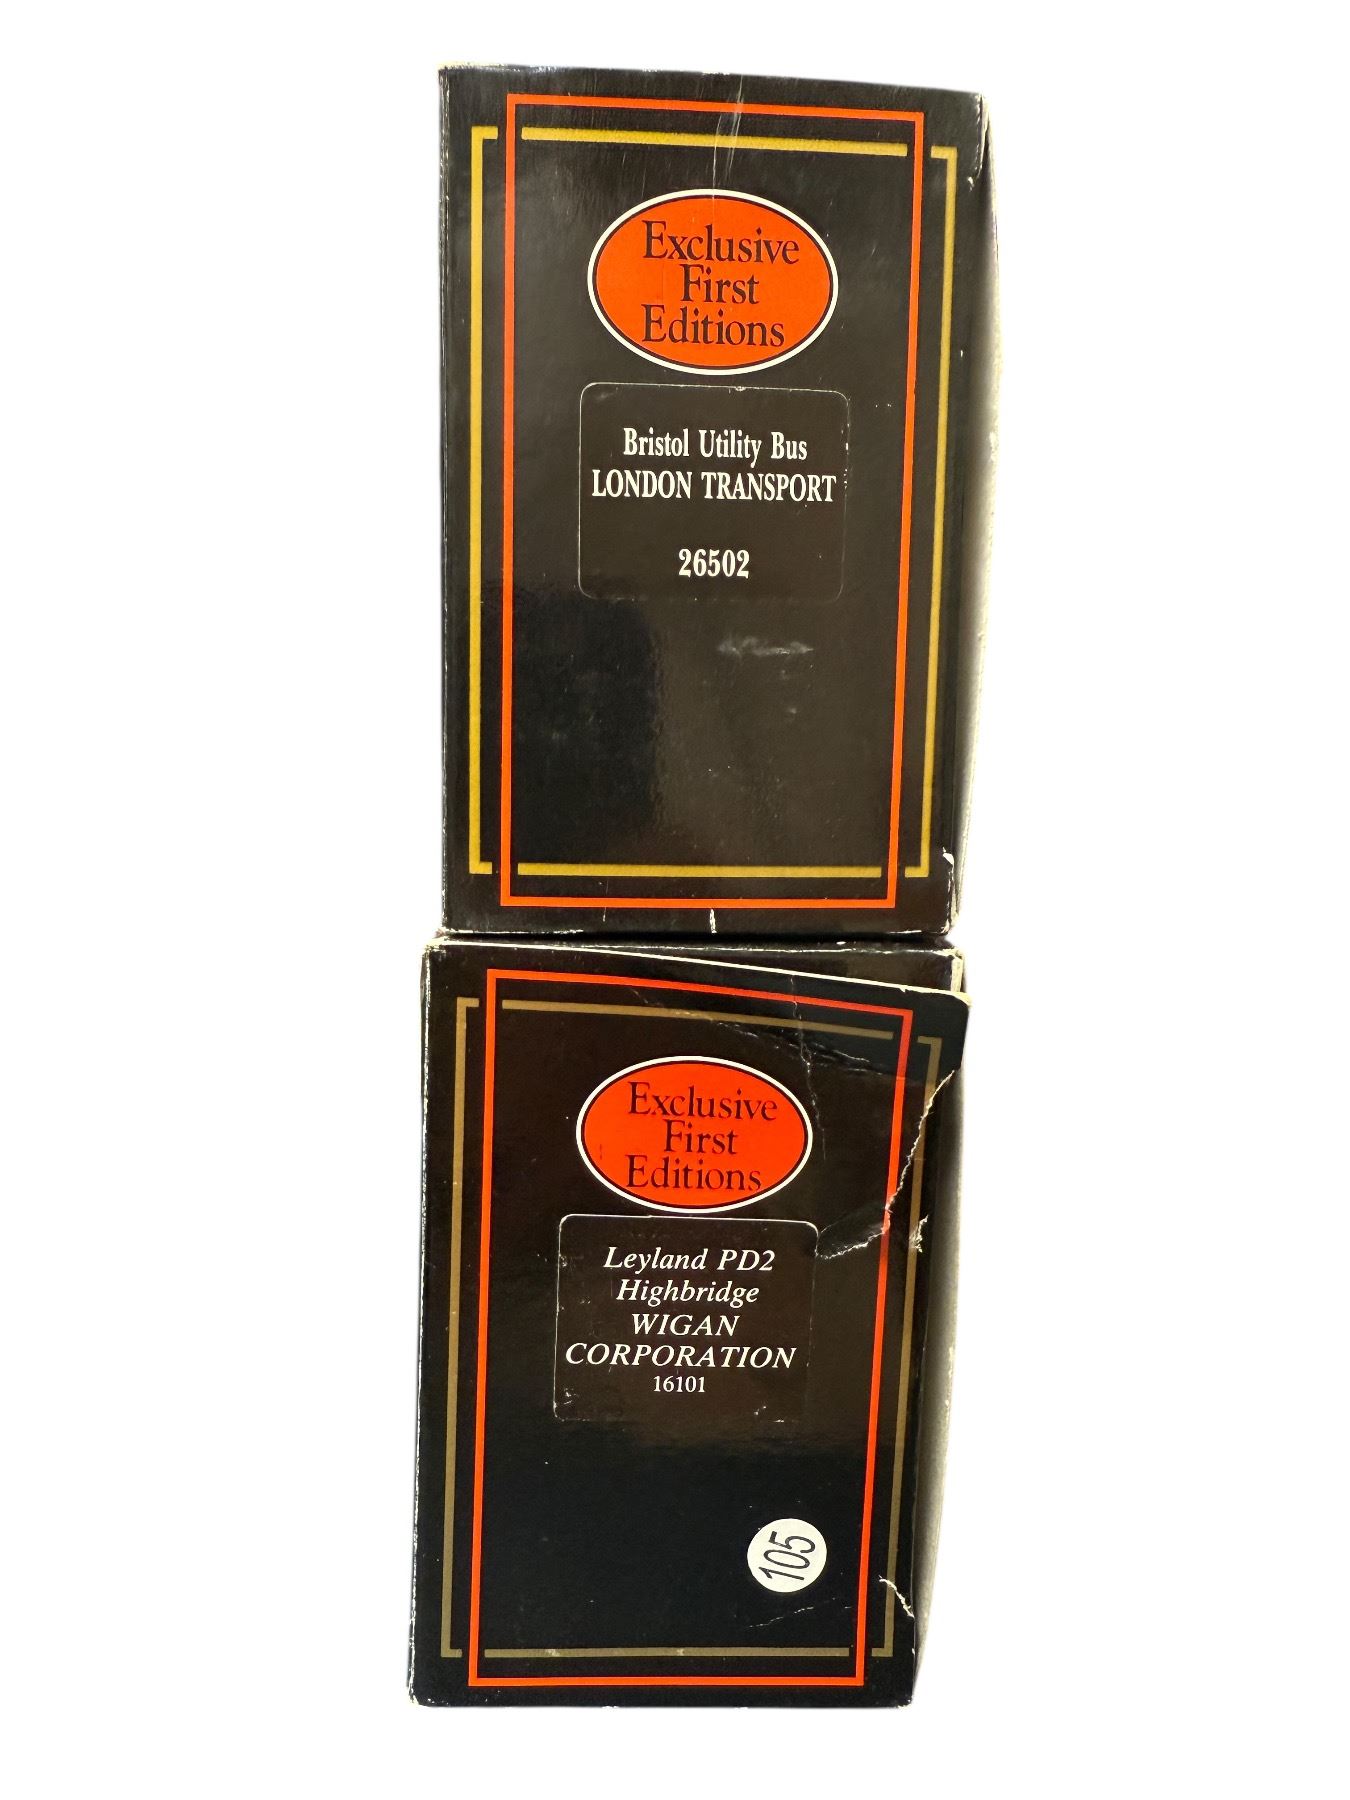 Exclusive
First
Editions
Bristol Utility Bus
LONDON TRANSPORT
26502
Exclusive
First
Editions
Leyland PD2
Highbridge
WIGAN
CORPORATION
16101
105